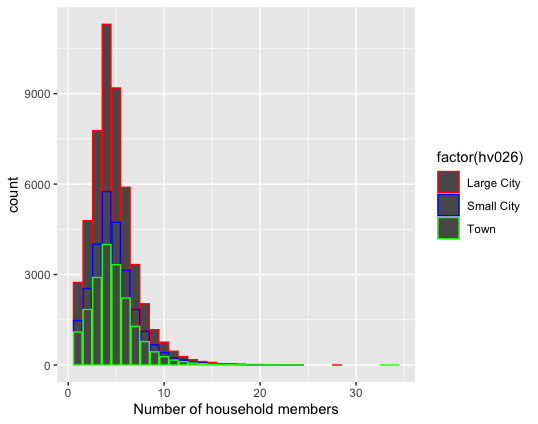 9000
6000
3000
0
count
0
10
20
30
Number of household members
factor(hv026)
Large City
Small City
Town